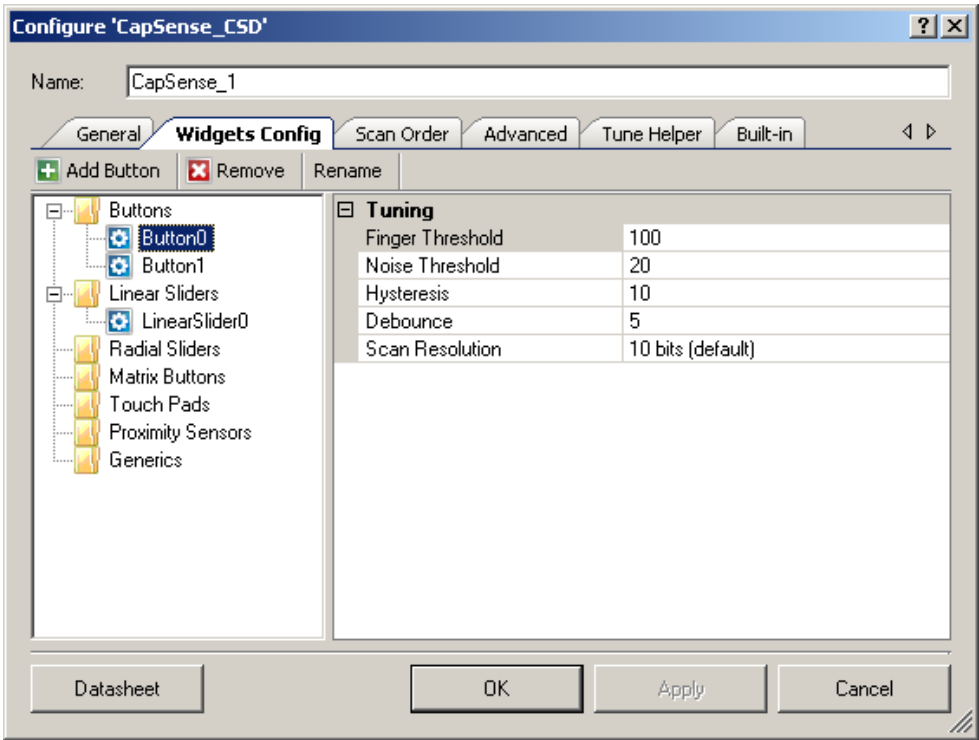 Configure 'CapSense_CSD'
Name: CapSense_1
General Widgets Config Scan Order Advanced Tune Helper Built-in
Add Button Remove Rename
Buttons
Button0
Button1
Linear Sliders
LinearSlider0
Radial Sliders
Matrix Buttons
Touch Pads
Proximity Sensors
Generics
Tuning
Finger Threshold 100
Noise Threshold 20
Hysteresis 10
Debounce 5
Scan Resolution 10 bits (default)
Datasheet OK Apply Cancel